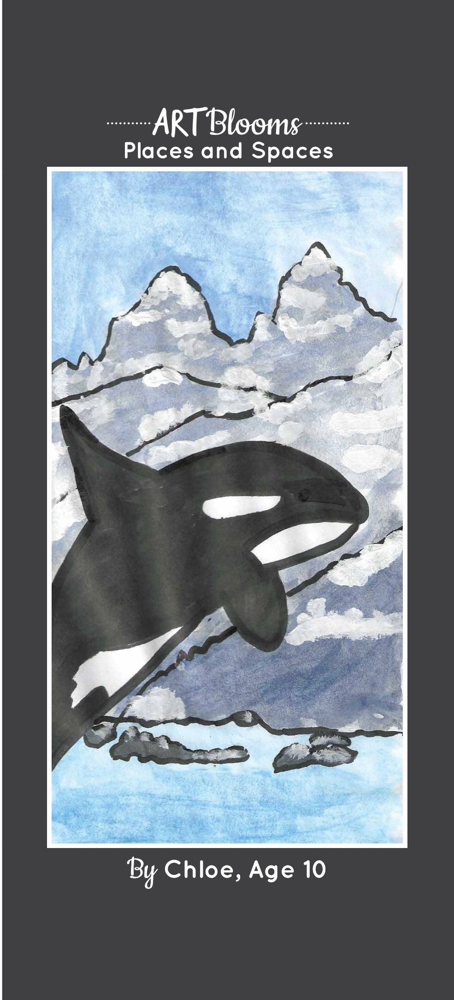 ART Blooms
Places and Spaces
By Chloe, Age 10